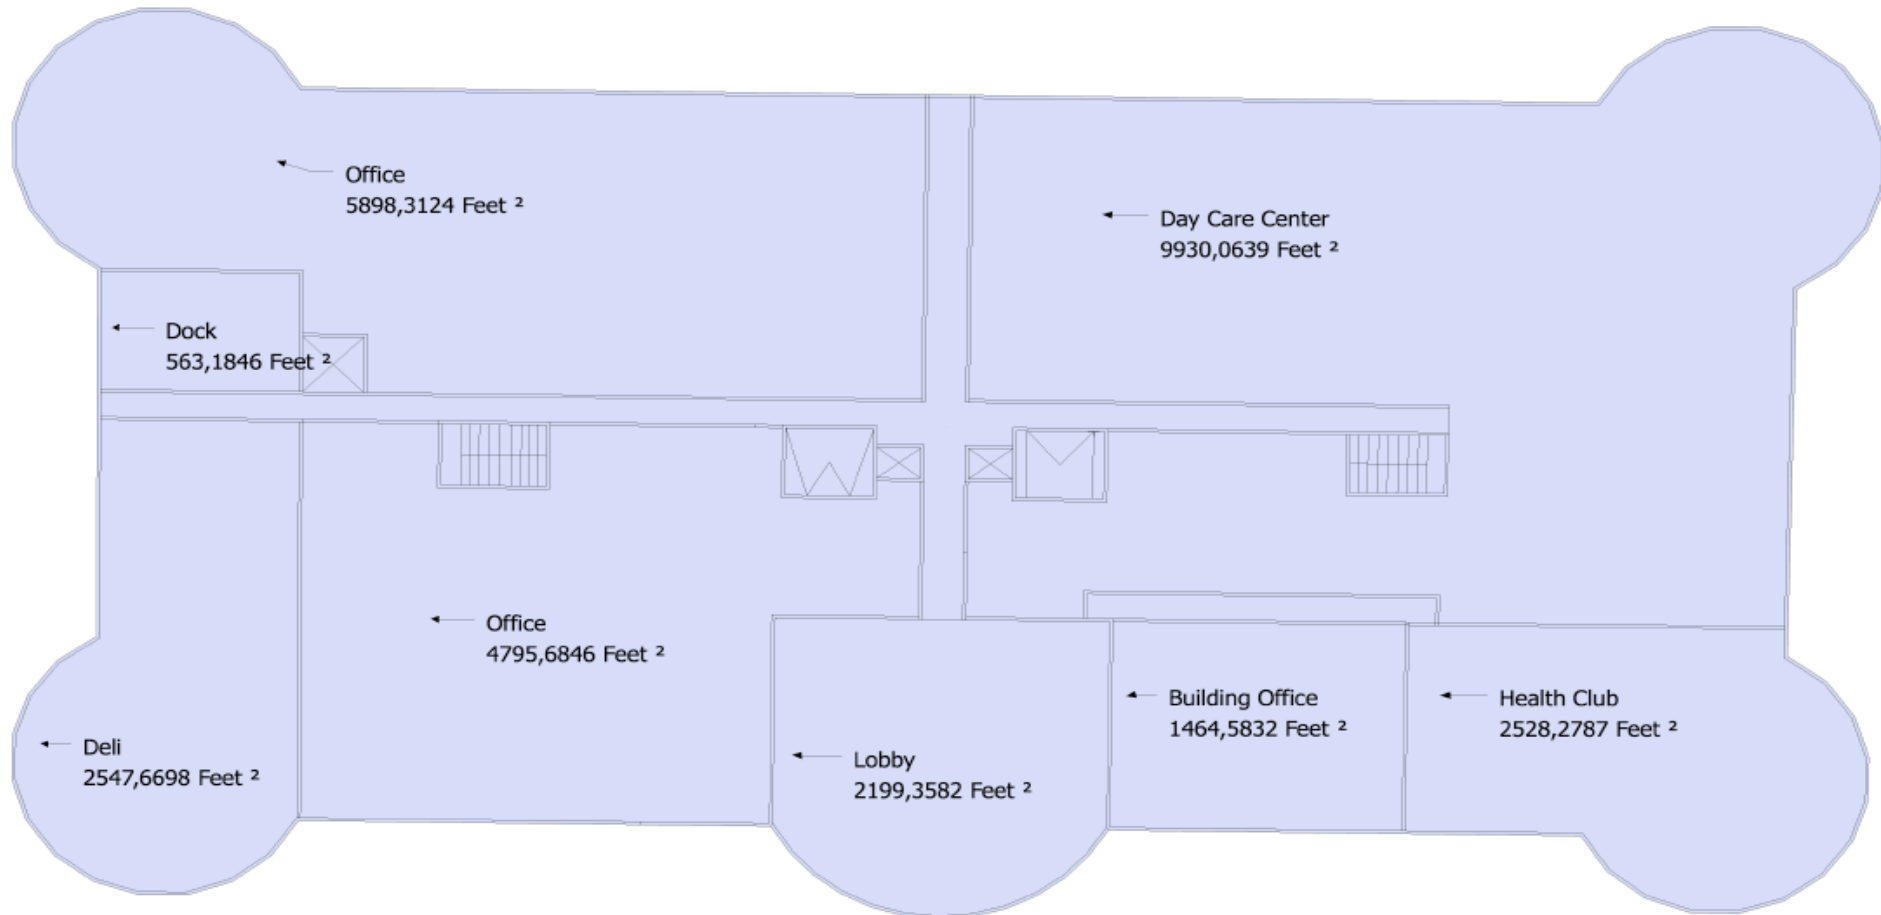 Office
5898,3124 Feet ²
Day Care Center
9930,0639 Feet ²
Dock
563,1846 Feet ²
Office
4795,6846 Feet ²
Building Office
1464,5832 Feet ²
Health Club
2528,2787 Feet ²
Deli
2547,6698 Feet ²
Lobby
2199,3582 Feet ²